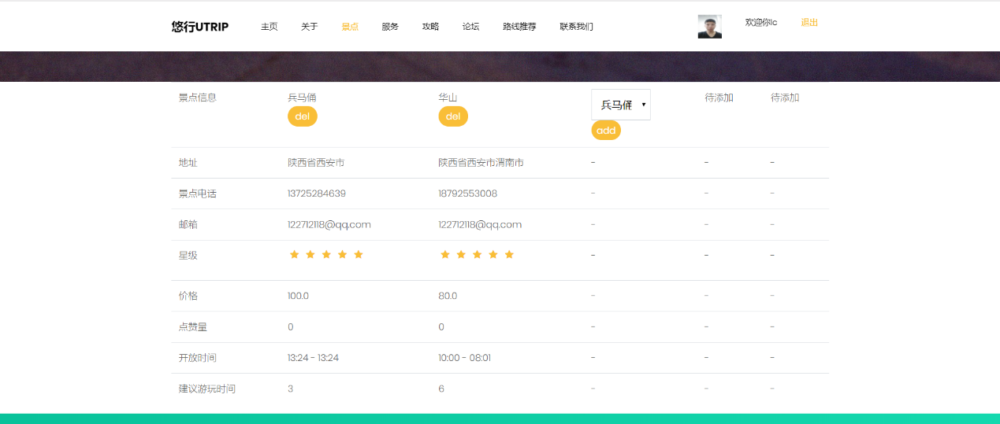 悠行UTRIP 主页 关于 景点 服务 攻略 论坛 路线推荐 联系我们 欢迎你lc 退出
景点信息 兵马俑 华山 兵马俑 待添加 待添加
del del add
地址 陕西省西安市 陕西省西安市渭南市 - - -
景点电话 13725284639 18792553008 - - -
邮箱 122712118@qq.com 122712118@qq.com - - -
星级 - - -
价格 100.0 80.0 - - -
点赞量 0 0 - - -
开放时间 13:24 - 13:24 10:00 - 08:01 - - -
建议游玩时间 3 6 - - -